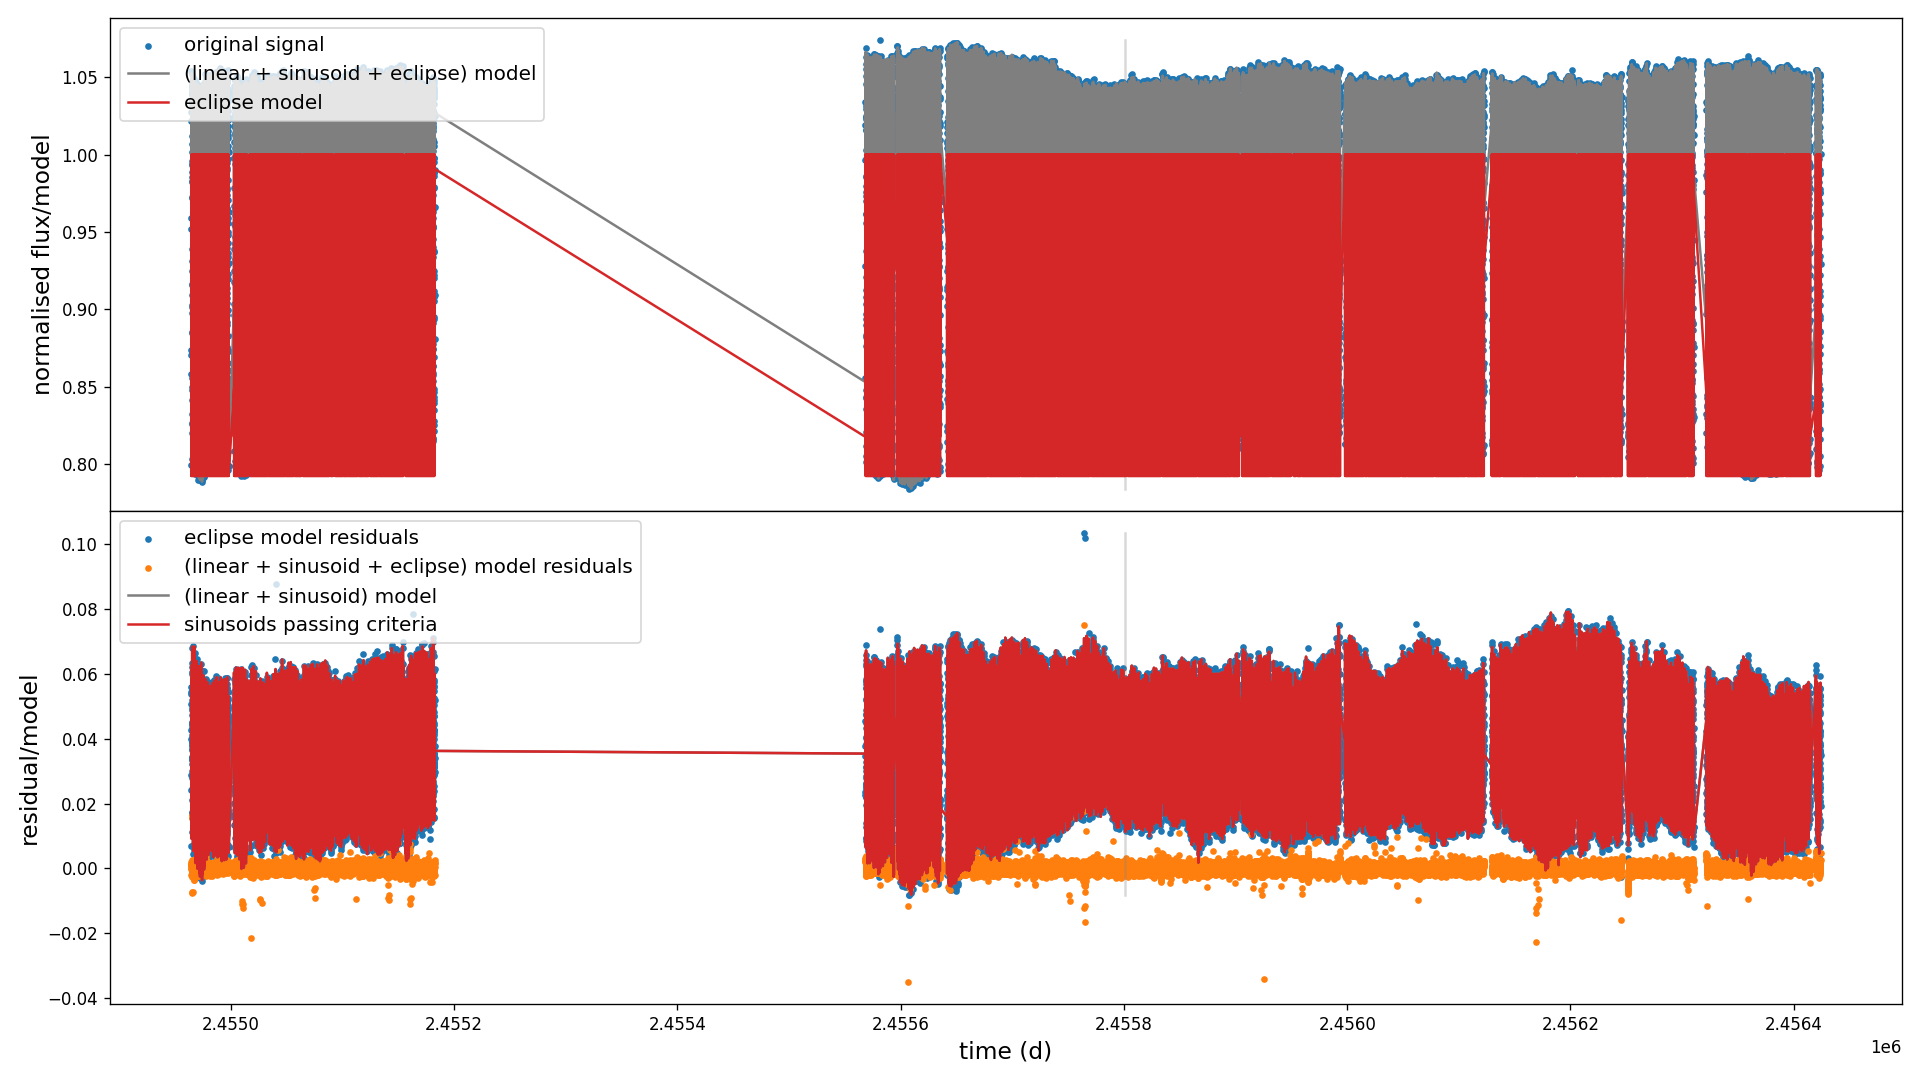 original signal
(linear + sinusoid + eclipse) model
eclipse model
1.05
1.00
0.95
0.90
0.85
0.80
normalised flux/model
eclipse model residuals
(linear + sinusoid + eclipse) model residuals
(linear + sinusoid) model
sinusoids passing criteria
0.10
0.08
0.06
0.04
0.02
0.00
−0.02
−0.04
residual/model
2.4550 2.4552 2.4554 2.4556 2.4558 2.4560 2.4562 2.4564
1e6
time (d)